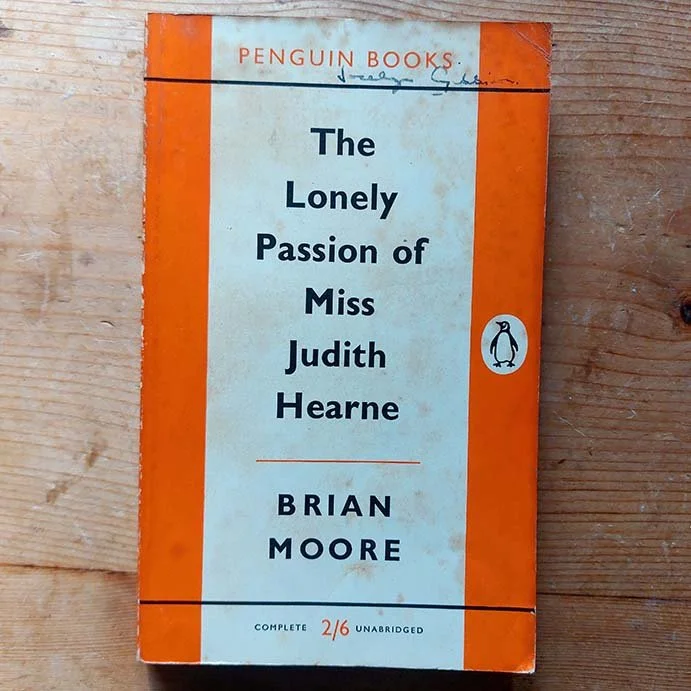 PENGUIN BOOKS
The
Lonely
Passion of
Miss
Judith
Hearne
BRIAN
MOORE
COMPLETE 2/6 UNABRIDGED